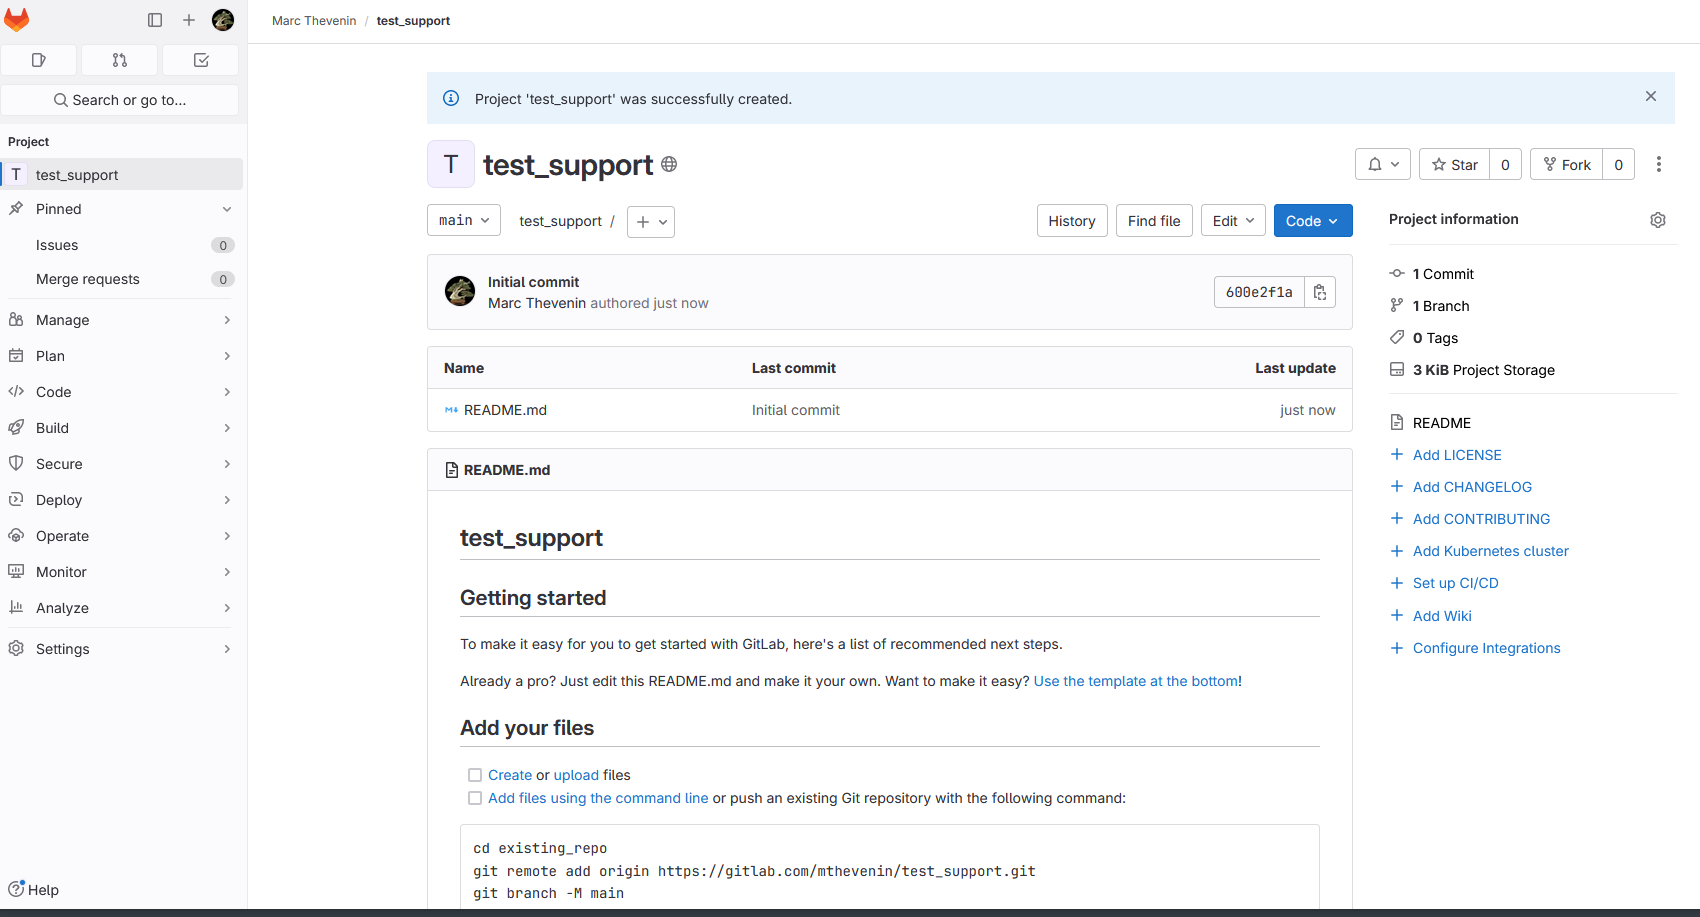 Marc Thevenin / test_support
Search or go to...
Project
T test_support
Pinned
Issues 0
Merge requests 0
Manage
Plan
Code
Build
Secure
Deploy
Operate
Monitor
Analyze
Settings
Help
Project 'test_support' was successfully created.
T test_support
Star 0
Fork 0
main
test_support /
History
Find file
Edit
Code
Initial commit
Marc Thevenin authored just now
600e2f1a
Name Last commit Last update
README.md Initial commit just now
README.md
test_support
Getting started
To make it easy for you to get started with GitLab, here's a list of recommended next steps.
Already a pro? Just edit this README.md and make it your own. Want to make it easy? Use the template at the bottom!
Add your files
Create or upload files
Add files using the command line or push an existing Git repository with the following command:
cd existing_repo
git remote add origin https://gitlab.com/mthevenin/test_support.git
git branch -M main
Project information
1 Commit
1 Branch
0 Tags
3 KiB Project Storage
README
Add LICENSE
Add CHANGELOG
Add CONTRIBUTING
Add Kubernetes cluster
Set up CI/CD
Add Wiki
Configure Integrations